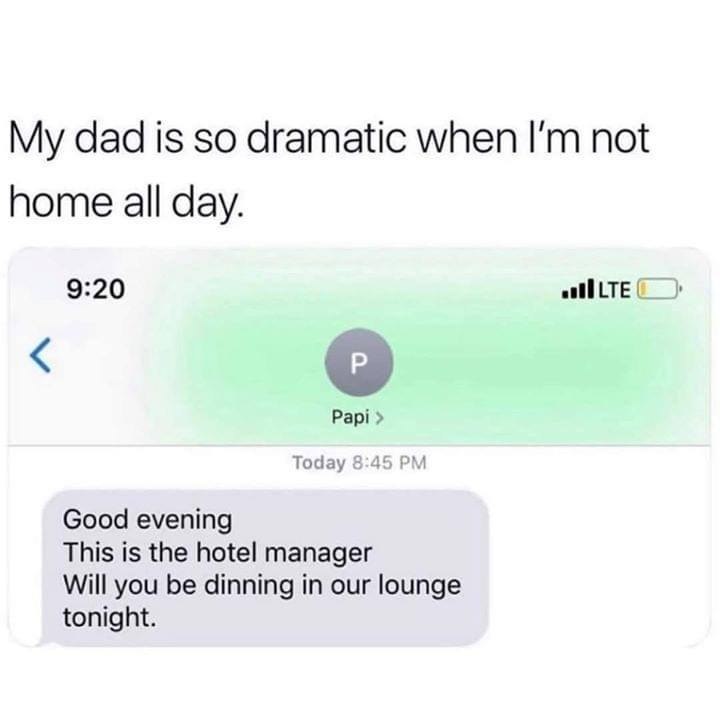 My dad is so dramatic when I'm not
home all day.
9:20
LTE
P
Papi >
Today 8:45 PM
Good evening
This is the hotel manager
Will you be dinning in our lounge
tonight.